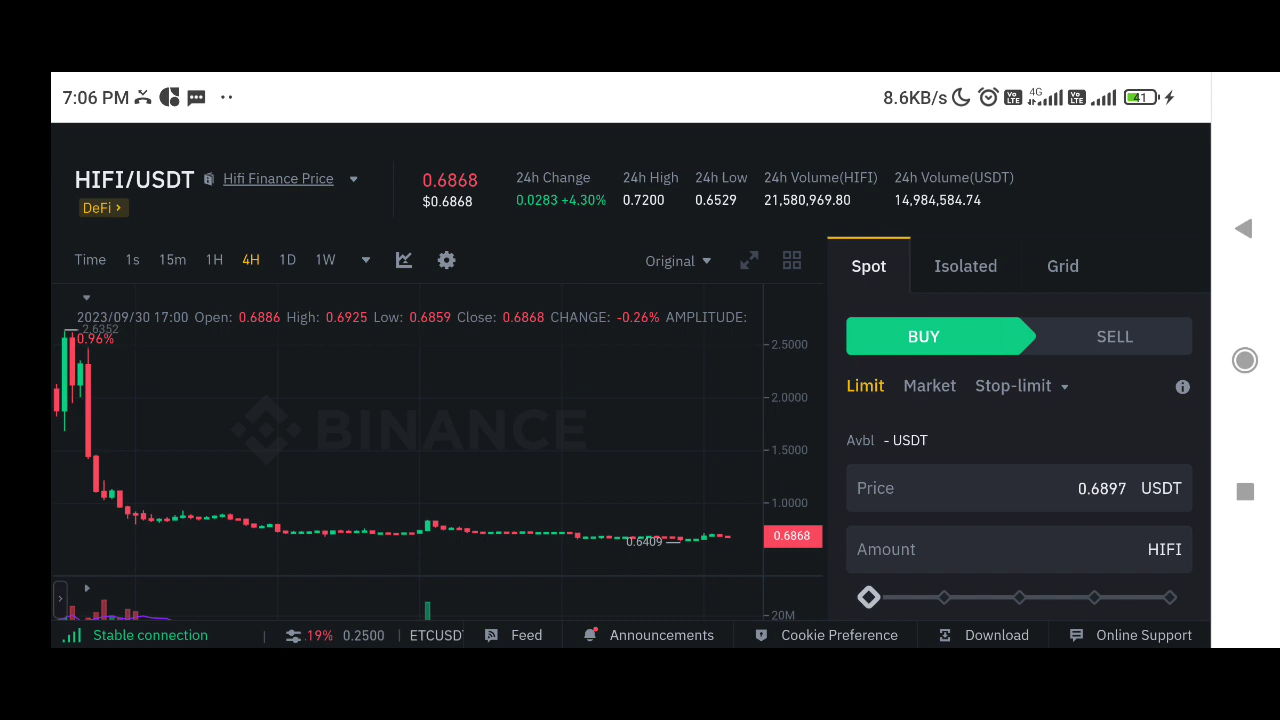 7:06 PM
8.6KB/s 4G Vo LTE Vo LTE 41
HIFI/USDT Hifi Finance Price
DeFi
0.6868
$0.6868
24h Change 24h High 24h Low 24h Volume(HIFI) 24h Volume(USDT)
0.0283 +4.30% 0.7200 0.6529 21,580,969.80 14,984,584.74
Time 1s 15m 1H 4H 1D 1W Original
2023/09/30 17:00 Open: 0.6886 High: 0.6925 Low: 0.6859 Close: 0.6868 CHANGE: -0.26% AMPLITUDE:
0.96%
2.6352
2.5000
2.0000
1.5000
1.0000
0.6868
0.6409
20M
BINANCE
Spot Isolated Grid
BUY SELL
Limit Market Stop-limit
Avbl - USDT
Price 0.6897 USDT
Amount HIFI
Stable connection 19% 0.2500 ETCUSDT Feed Announcements Cookie Preference Download Online Support